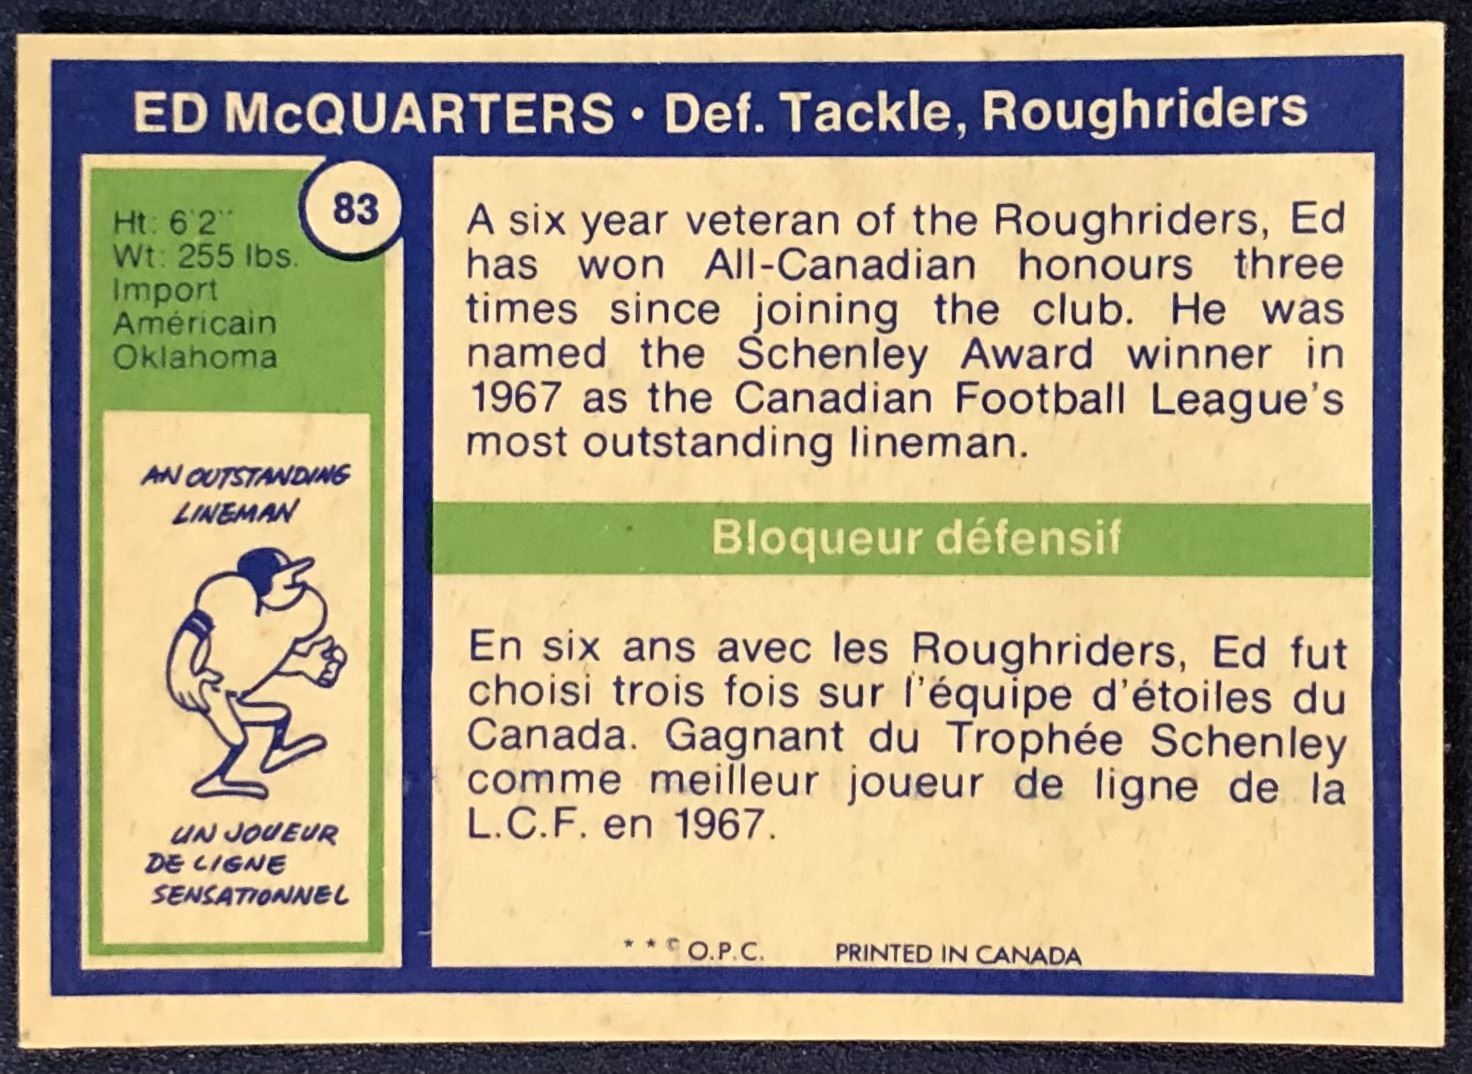 ED McQUARTERS • Def. Tackle, Roughriders
83
Ht: 6'2"
Wt: 255 lbs.
Import
Américain
Oklahoma
AN OUTSTANDING
LINEMAN
UN JOUEUR
DE LIGNE
SENSATIONNEL
A six year veteran of the Roughriders, Ed
has won All-Canadian honours three
times since joining the club. He was
named the Schenley Award winner in
1967 as the Canadian Football League's
most outstanding lineman.
Bloqueur défensif
En six ans avec les Roughriders, Ed fut
choisi trois fois sur l'équipe d'étoiles du
Canada. Gagnant du Trophée Schenley
comme meilleur joueur de ligne de la
L.C.F. en 1967.
* * © O.P.C. PRINTED IN CANADA